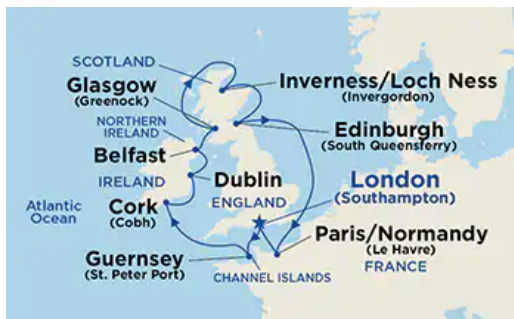 SCOTLAND
Glasgow
(Greenock)
Inverness/Loch Ness
(Invergordon)
NORTHERN
IRELAND
Edinburgh
(South Queensferry)
Belfast
IRELAND
Dublin
ENGLAND
London
(Southampton)
Atlantic
Ocean
Cork
(Cobh)
Paris/Normandy
(Le Havre)
FRANCE
Guernsey
(St. Peter Port)
CHANNEL ISLANDS